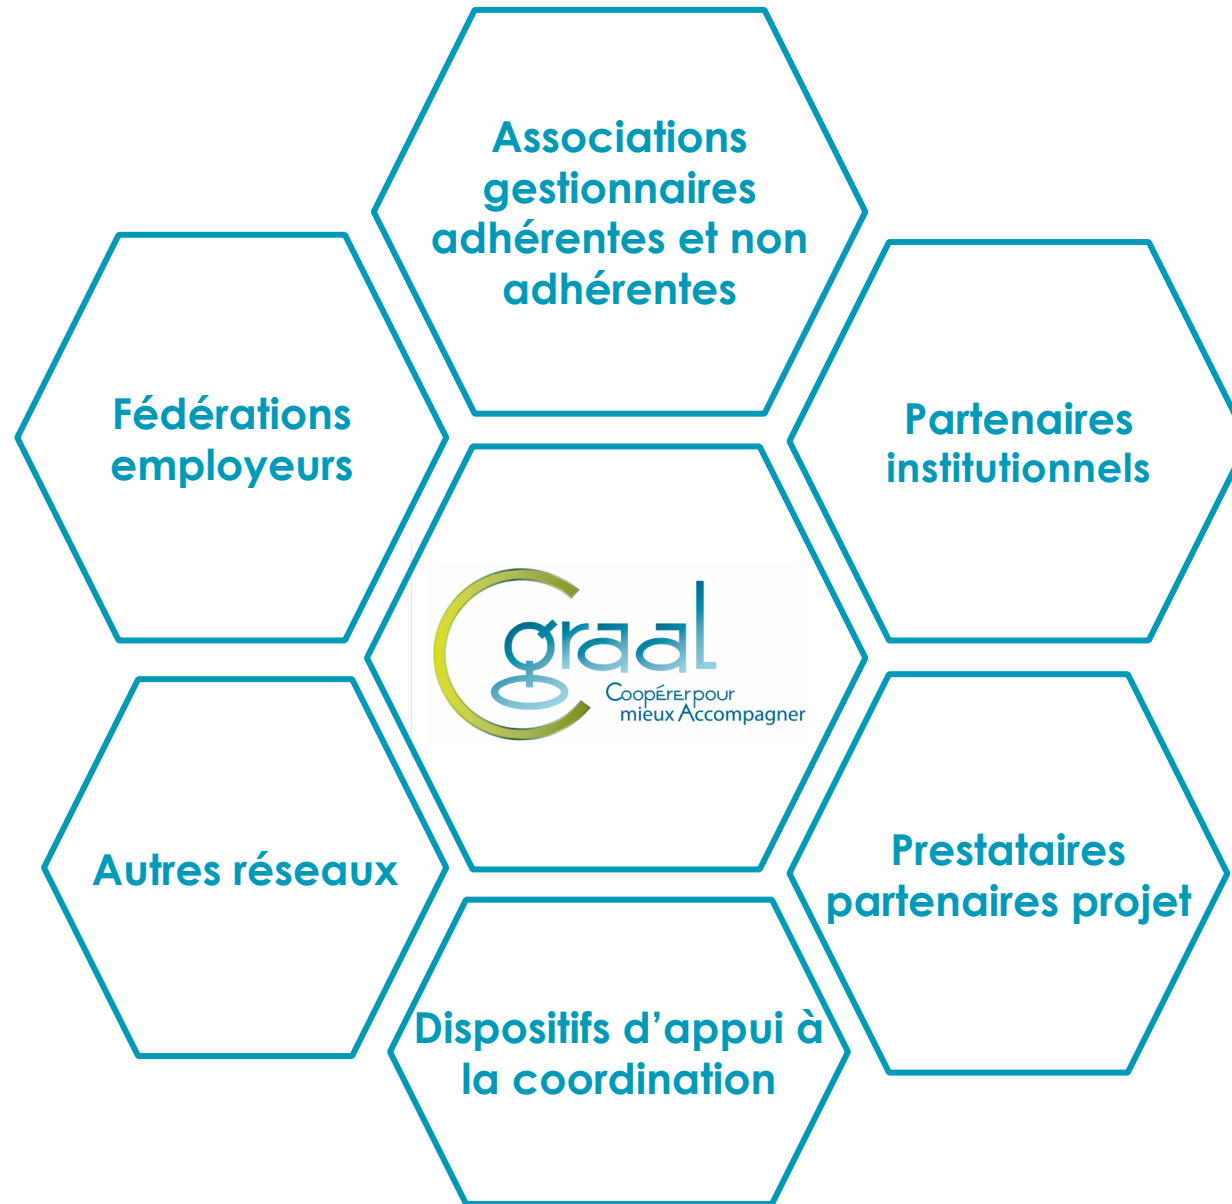 Associations
gestionnaires
adhérentes et non
adhérentes
Fédérations
employeurs
Partenaires
institutionnels
graal
Coopérer pour
mieux Accompagner
Autres réseaux
Prestataires
partenaires projet
Dispositifs d’appui à
la coordination